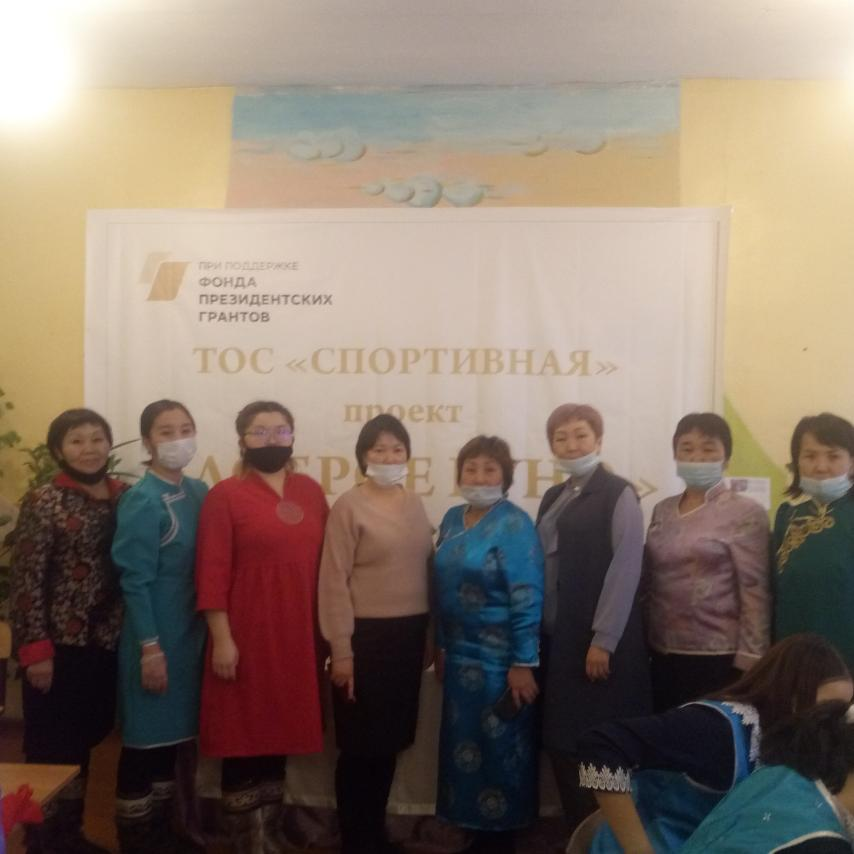 ПРИ ПОДДЕРЖКЕ
ФОНДА
ПРЕЗИДЕНТСКИХ
ГРАНТОВ
ТОС «СПОРТИВНАЯ»
проект